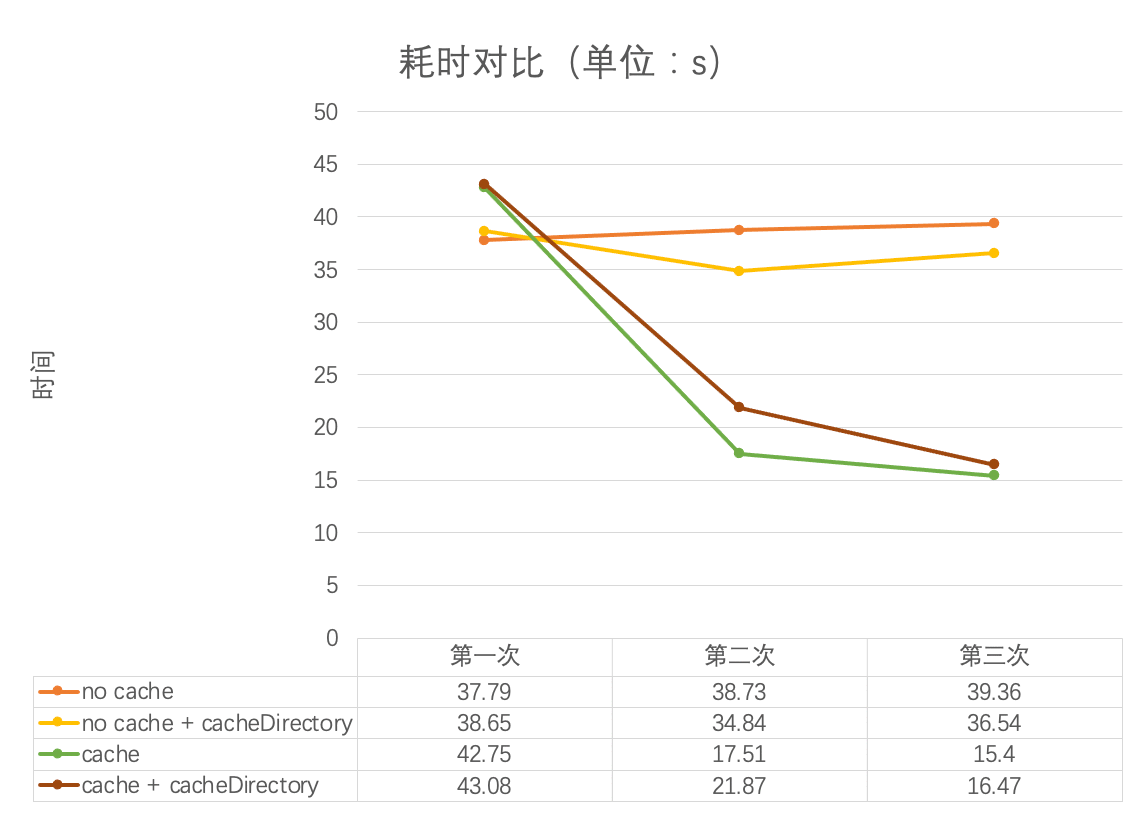 耗时对比（单位：s）
50
45
40
35
30
25
20
15
10
5
0
时间
第一次 第二次 第三次
no cache 37.79 38.73 39.36
no cache + cacheDirectory 38.65 34.84 36.54
cache 42.75 17.51 15.4
cache + cacheDirectory 43.08 21.87 16.47